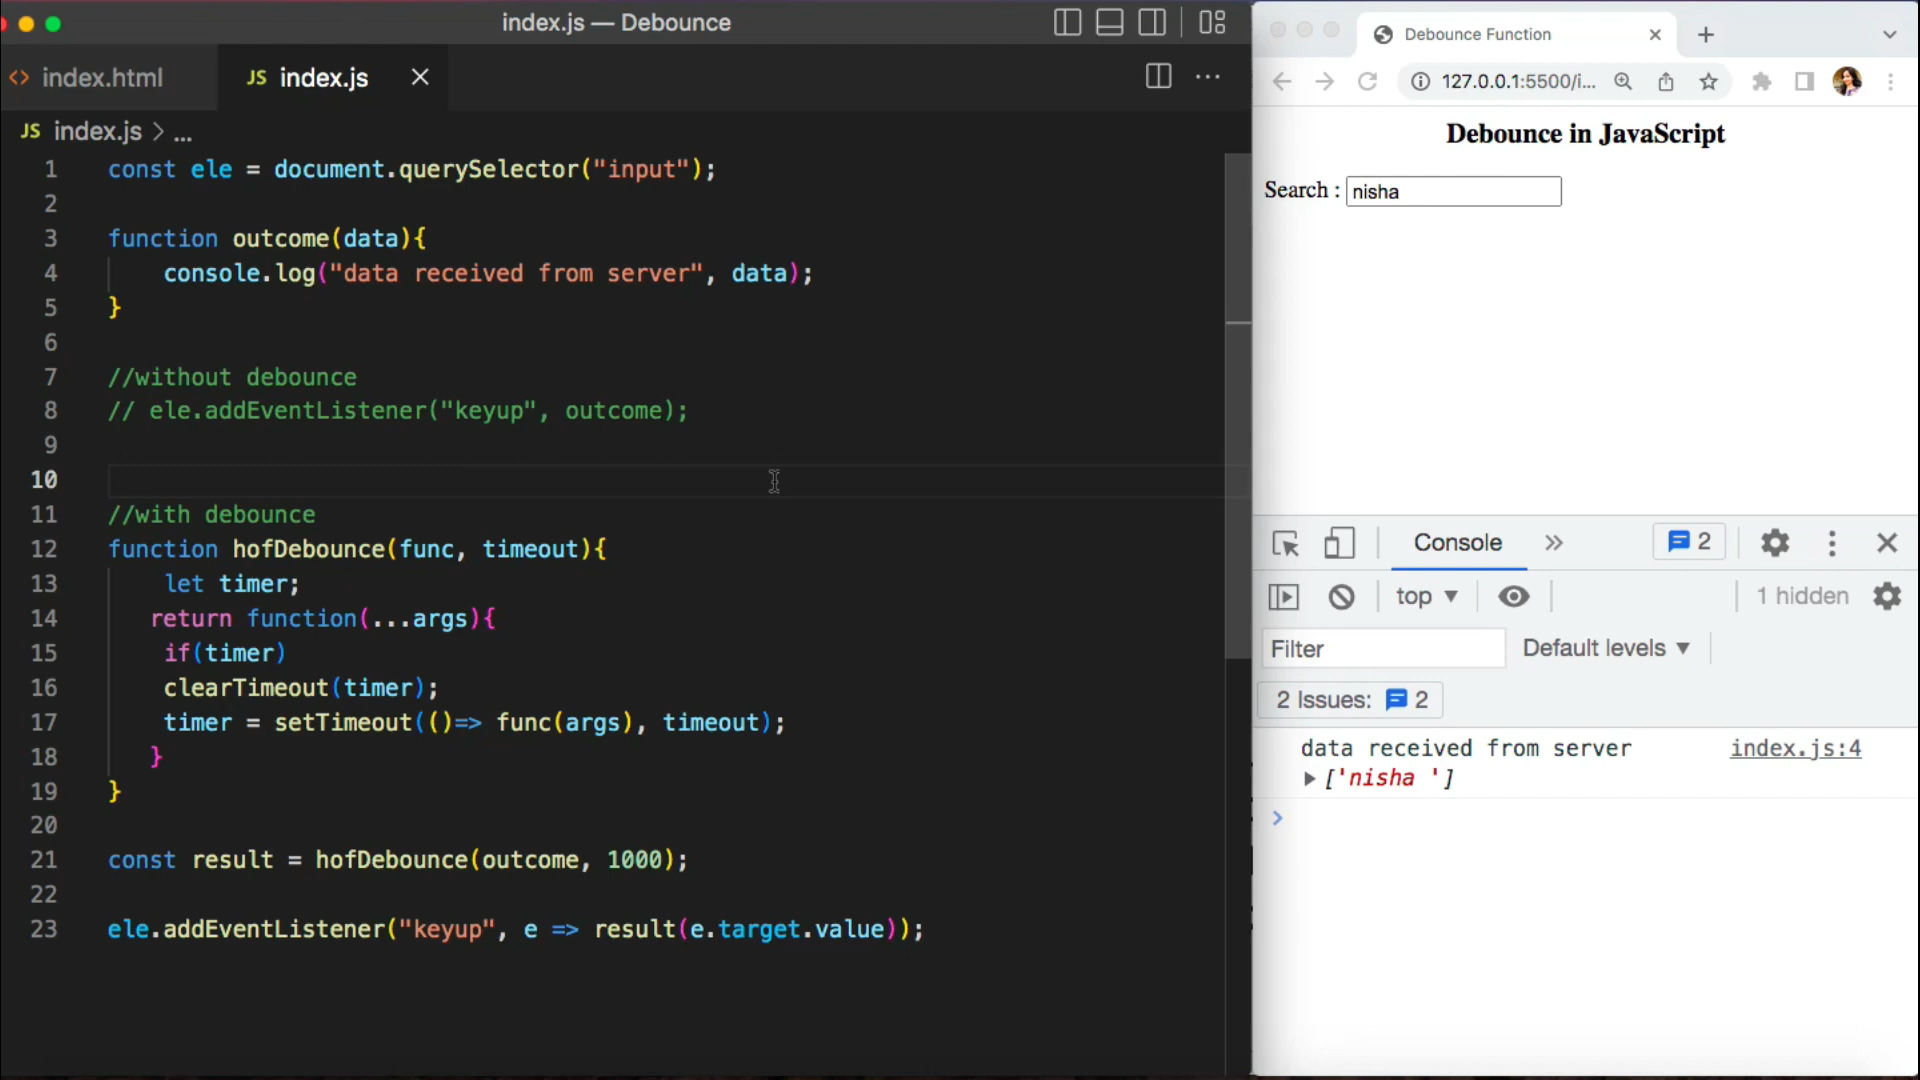 index.js — Debounce
index.html
JS index.js
JS index.js > ...
1 const ele = document.querySelector("input");
2
3 function outcome(data){
4 console.log("data received from server", data);
5 }
6
7 //without debounce
8 // ele.addEventListener("keyup", outcome);
9
10
11 //with debounce
12 function hofDebounce(func, timeout){
13 let timer;
14 return function(...args){
15 if(timer)
16 clearTimeout(timer);
17 timer = setTimeout(()=> func(args), timeout);
18 }
19 }
20
21 const result = hofDebounce(outcome, 1000);
22
23 ele.addEventListener("keyup", e => result(e.target.value));
Debounce Function
127.0.0.1:5500/i...
Debounce in JavaScript
Search : nisha
Console 2
top 1 hidden
Filter Default levels
2 Issues: 2
data received from server index.js:4
['nisha ']